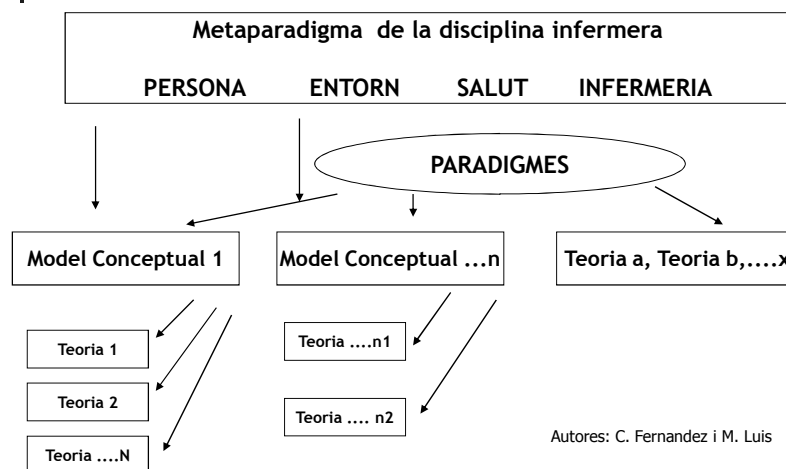 Metaparadigma de la disciplina infermera
PERSONA ENTORN SALUT INFERMERIA
PARADIGMES
Model Conceptual 1
Model Conceptual ...n
Teoria a, Teoria b,....x
Teoria 1
Teoria ....n1
Teoria 2
Teoria .... n2
Teoria ....N
Autores: C. Fernandez i M. Luis